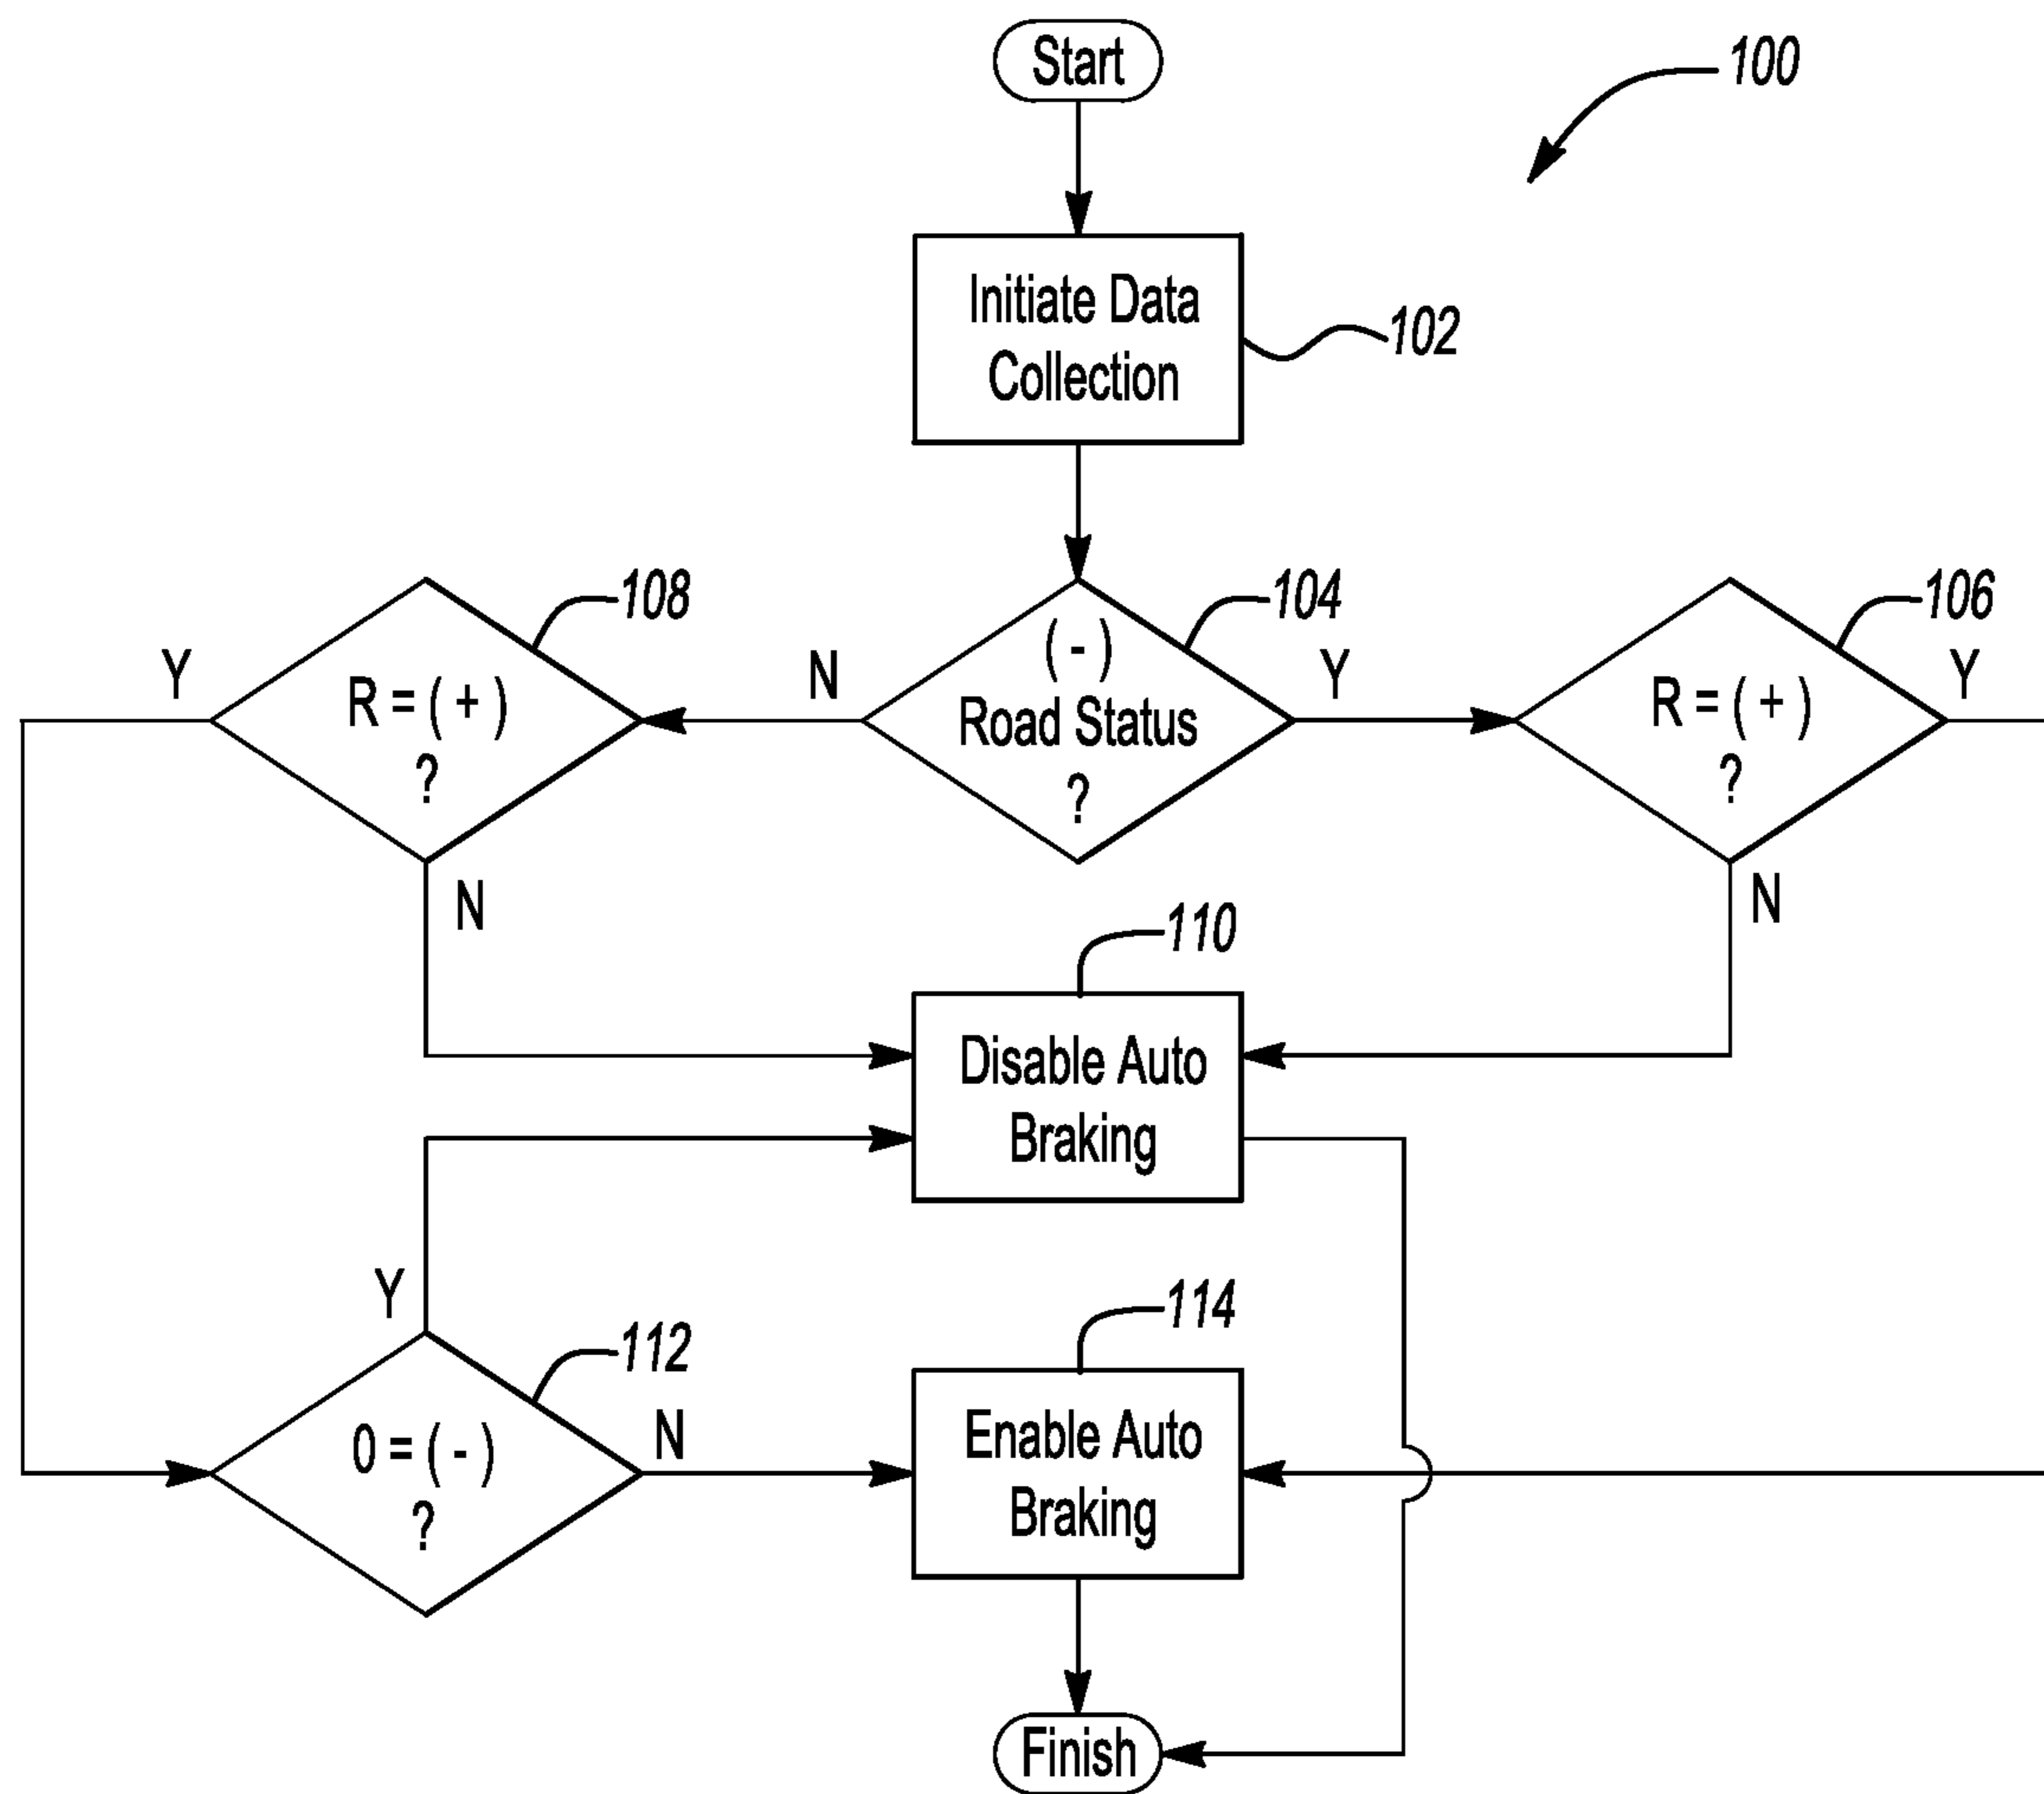 Start
100
Initiate Data
Collection
102
108
104
106
Y
R = ( + )
?
N
( - )
Road Status
?
Y
R = ( + )
?
Y
N
N
110
Disable Auto
Braking
Y
112
114
0 = ( - )
?
N
Enable Auto
Braking
Finish